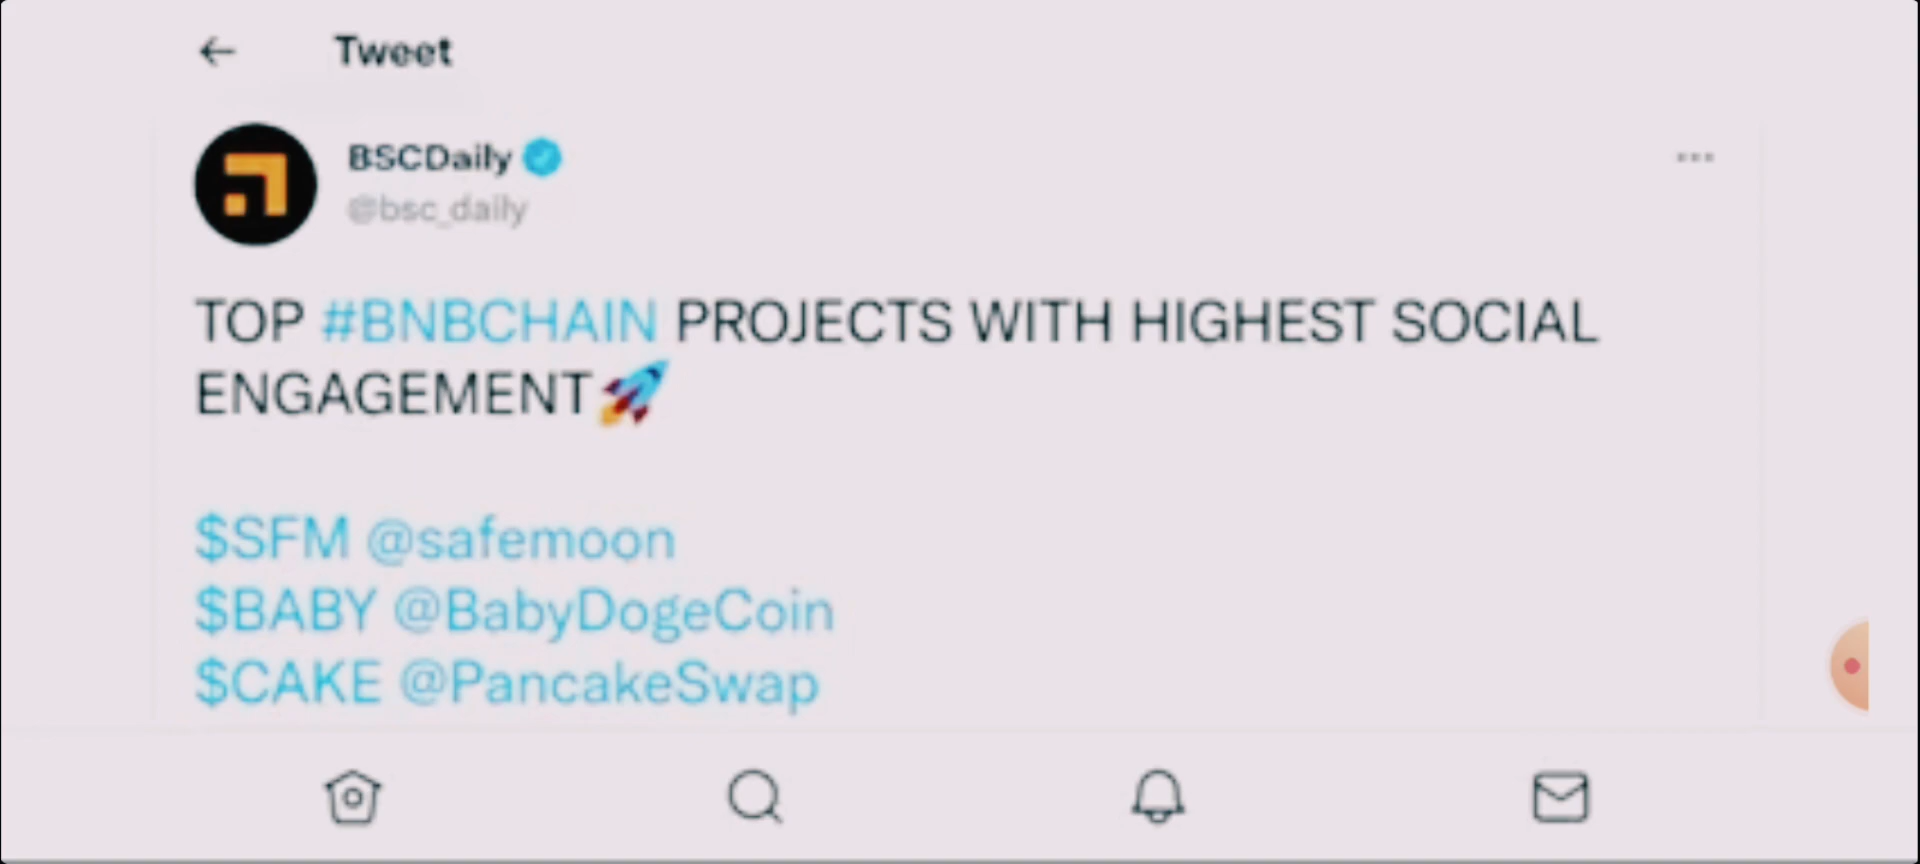 Tweet
BSCDaily
@bsc_daily
TOP #BNBCHAIN PROJECTS WITH HIGHEST SOCIAL
ENGAGEMENT🚀
$SFM @safemoon
$BABY @BabyDogeCoin
$CAKE @PancakeSwap